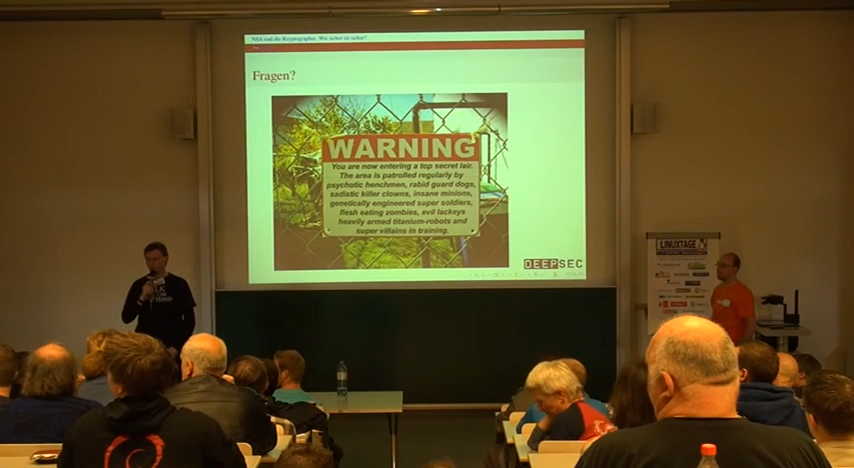 NSA und die Kryptographie: Wie sicher ist sicher?
Fragen?
WARNING
You are now entering a top secret lair.
The area is patrolled regularly by
psychotic henchmen, rabid guard dogs,
sadistic killer clowns, insane minions,
genetically engineered super soldiers,
flesh eating zombies, evil lackeys
heavily armed titanium-robots and
super villains in training.
DEEPSEC
LINUXTAGE